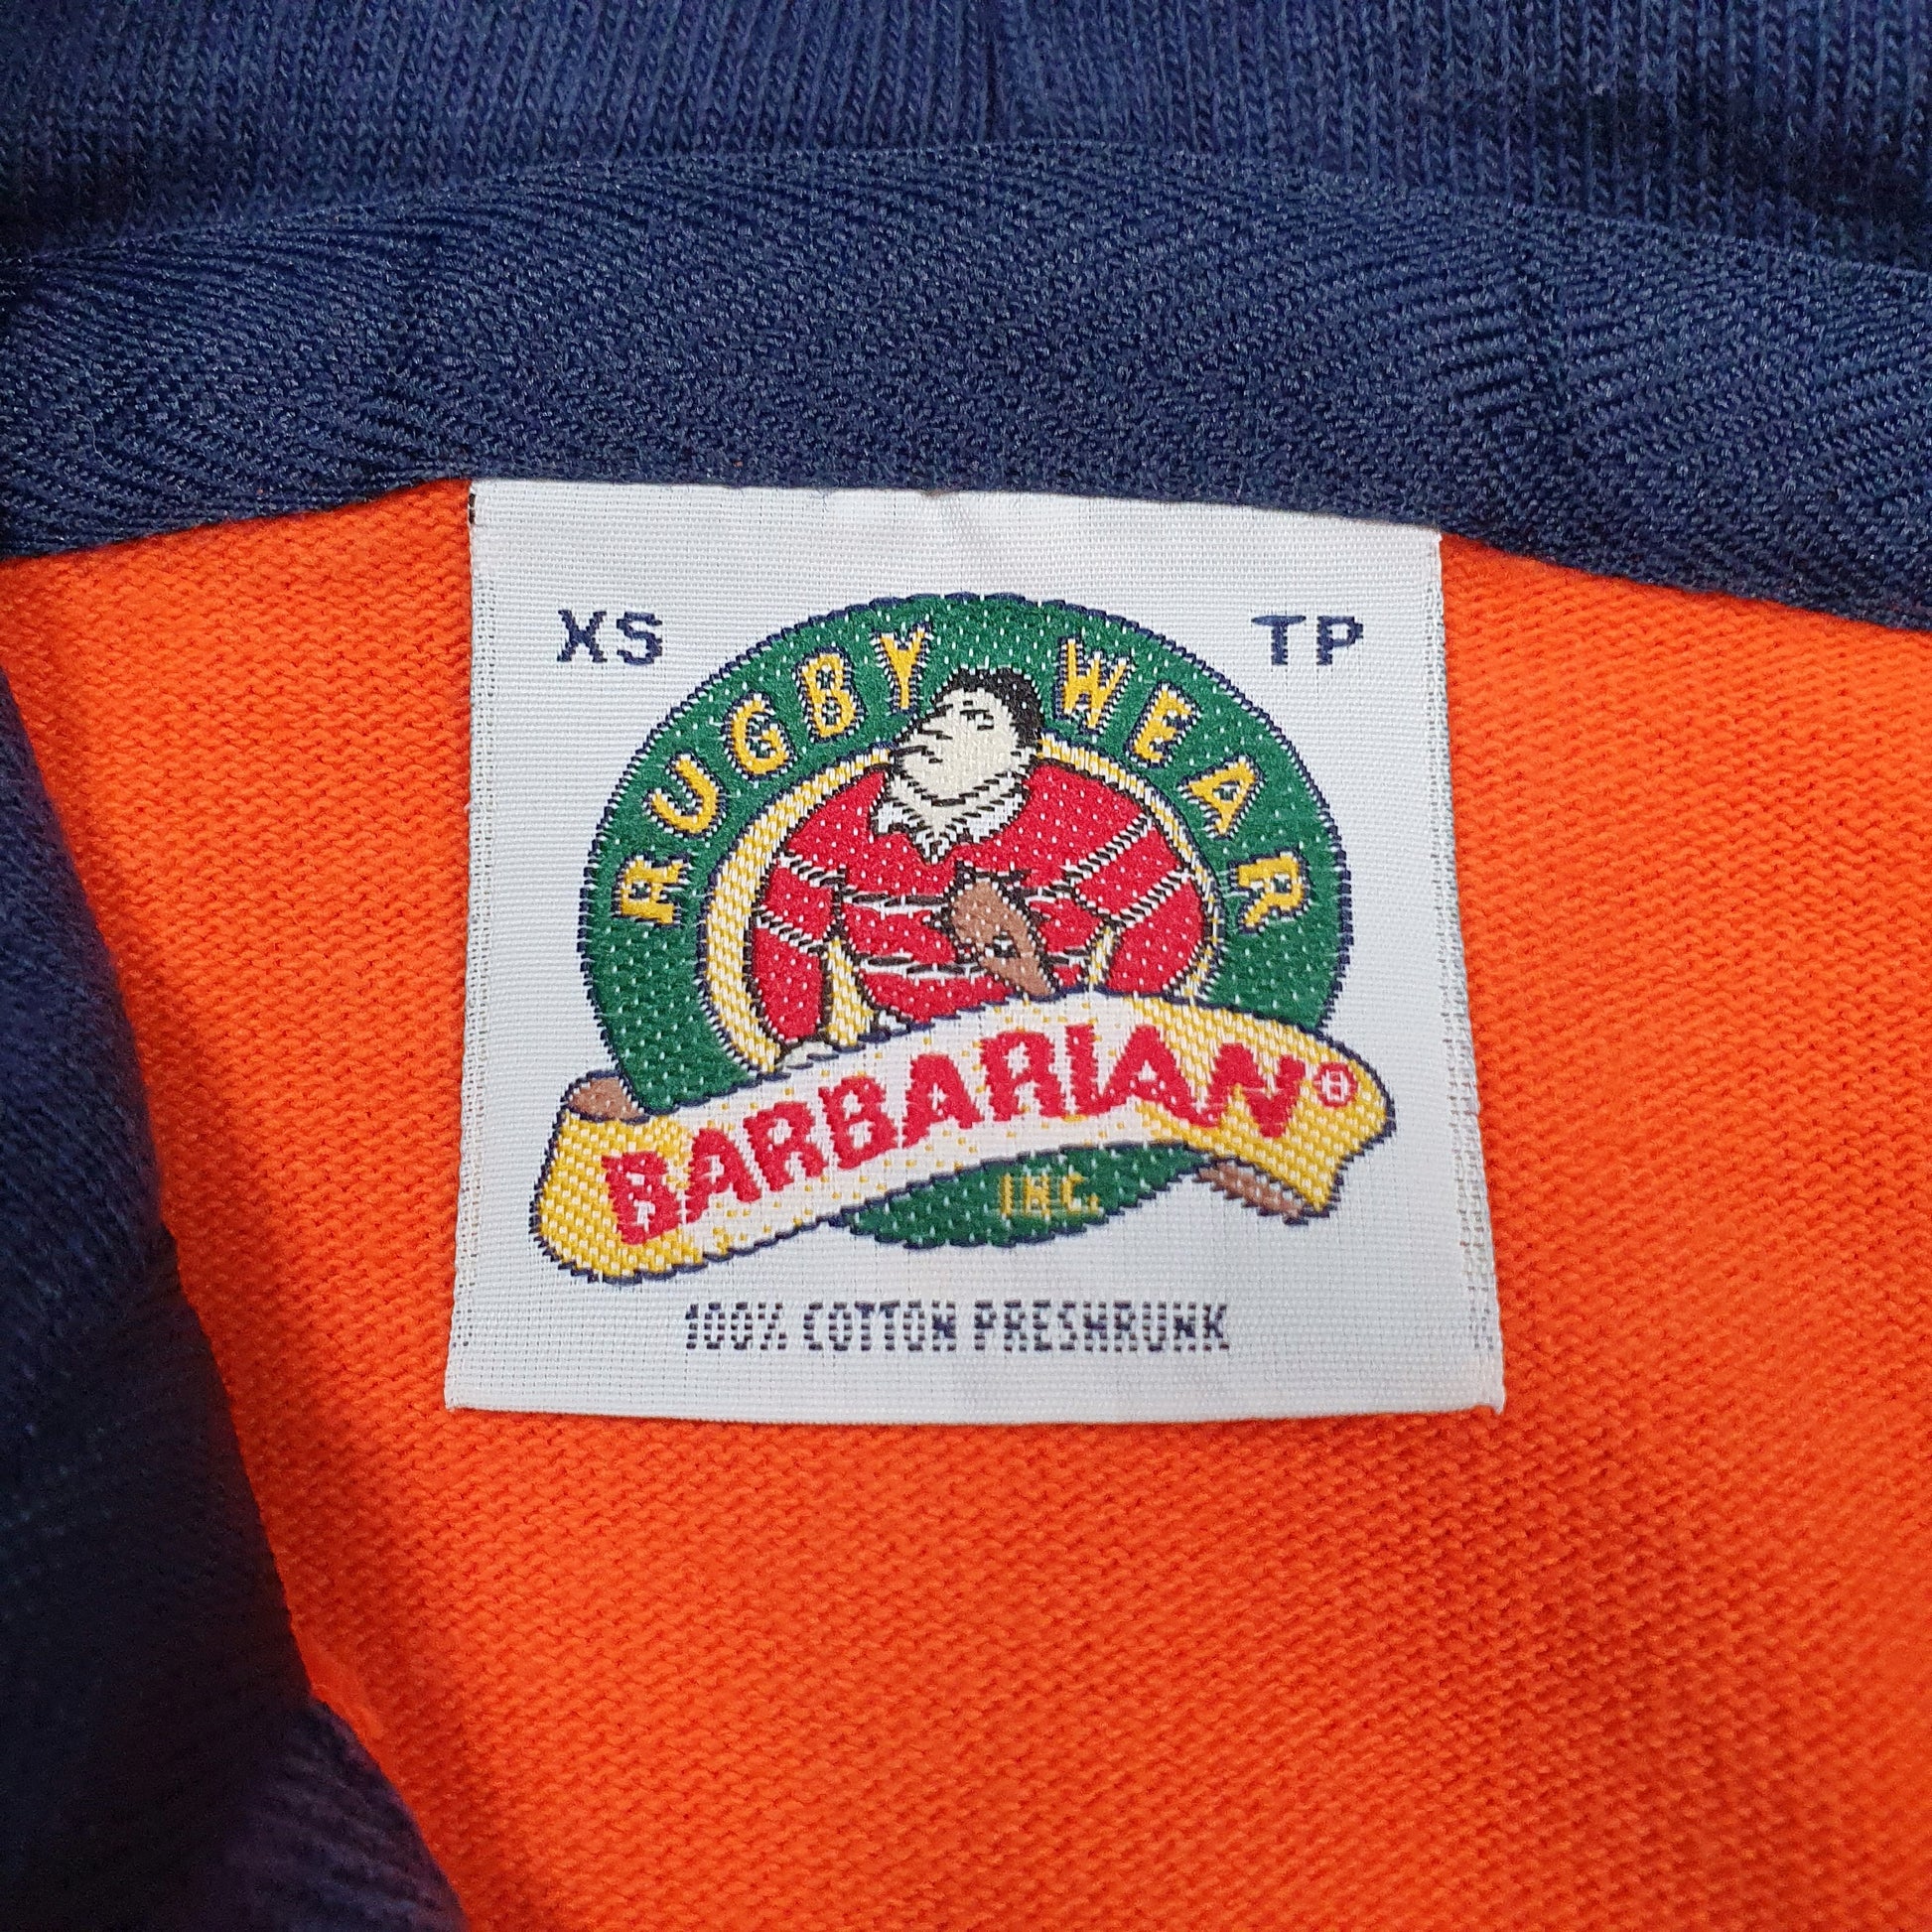 XS TP
RUGBY WEAR
BARBARIAN®
INC.
100% COTTON PRESHRUNK